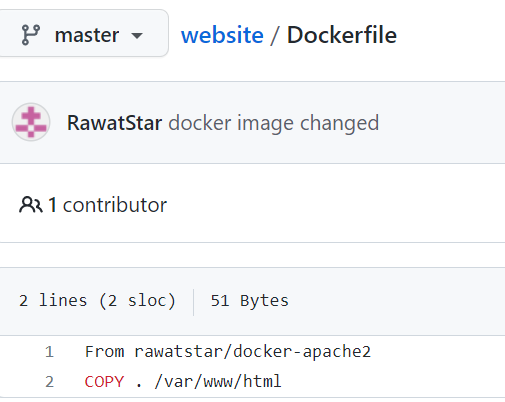 master website / Dockerfile
RawatStar docker image changed
1 contributor
2 lines (2 sloc) 51 Bytes
1 From rawatstar/docker-apache2
2 COPY . /var/www/html